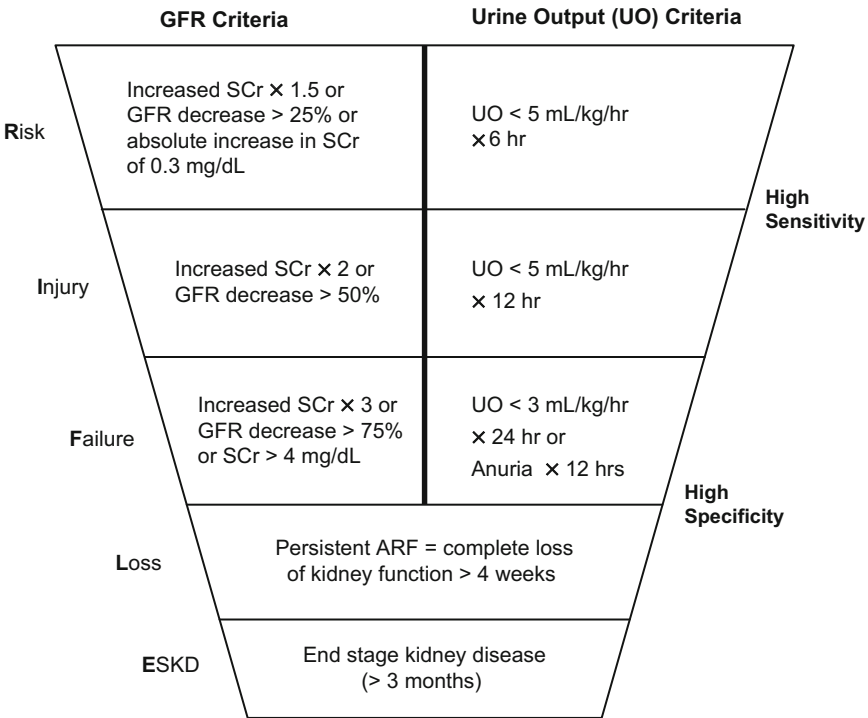 GFR Criteria
Urine Output (UO) Criteria
Risk
Increased SCr × 1.5 or
GFR decrease > 25% or
absolute increase in SCr
of 0.3 mg/dL
UO < 5 mL/kg/hr
× 6 hr
High
Sensitivity
Injury
Increased SCr × 2 or
GFR decrease > 50%
UO < 5 mL/kg/hr
× 12 hr
Failure
Increased SCr × 3 or
GFR decrease > 75%
or SCr > 4 mg/dL
UO < 3 mL/kg/hr
× 24 hr or
Anuria × 12 hrs
High
Specificity
Loss
Persistent ARF = complete loss
of kidney function > 4 weeks
ESKD
End stage kidney disease
(> 3 months)